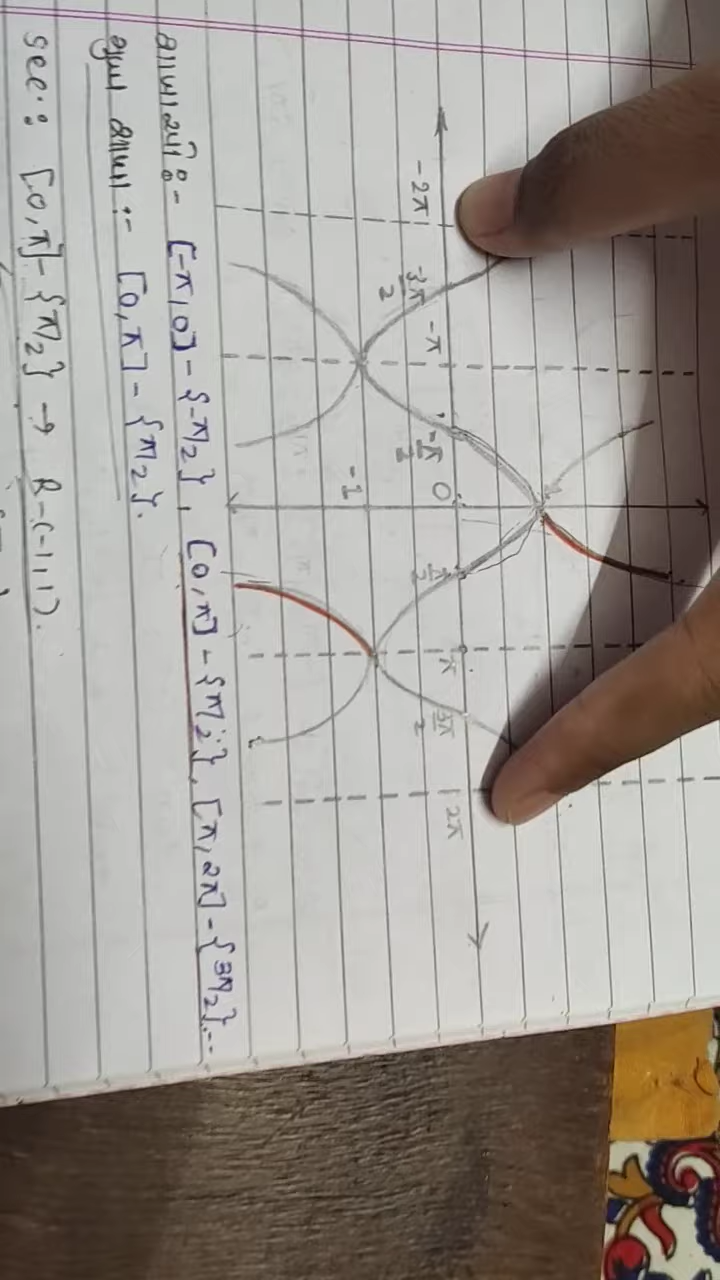 -2π -3π/2 -π -π/2 0 π/2 π 3π/2 2π
-1
शाखायें :- [-π, 0] - {-π/2}, [0, π] - {π/2}, [π, 2π] - {3π/2}...
मुख्य शाखा :- [0, π] - {π/2}.
sec: [0, π] - {π/2} → R - (-1, 1).